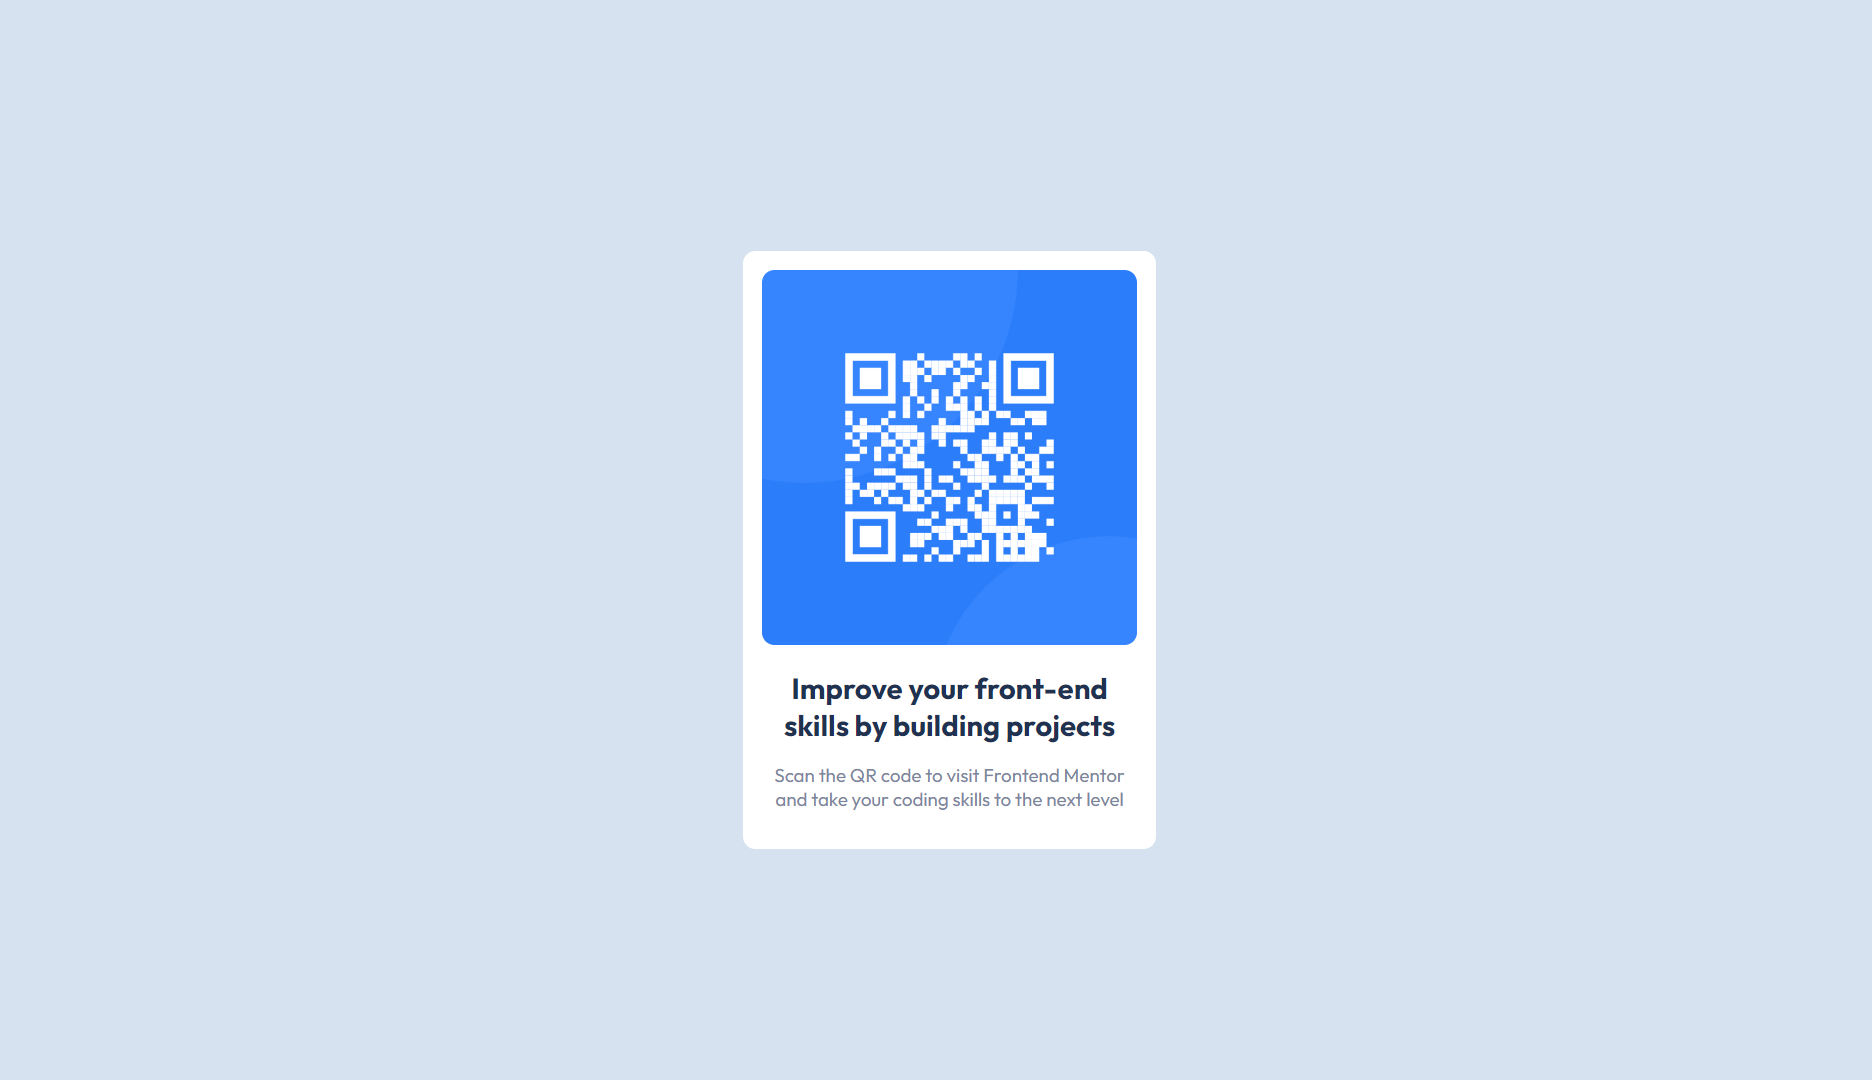 Improve your front-end
skills by building projects
Scan the QR code to visit Frontend Mentor
and take your coding skills to the next level